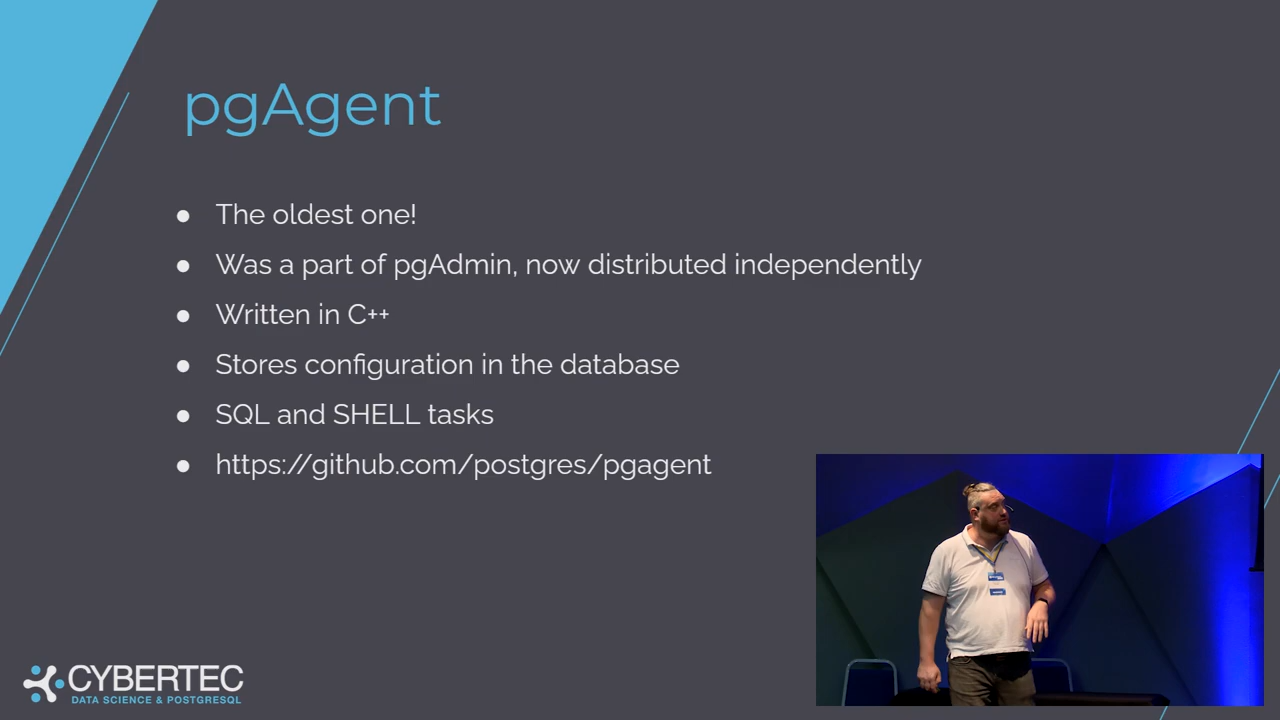 pgAgent
● The oldest one!
● Was a part of pgAdmin, now distributed independently
● Written in C++
● Stores configuration in the database
● SQL and SHELL tasks
● https://github.com/postgres/pgagent
CYBERTEC
DATA SCIENCE & POSTGRESQL